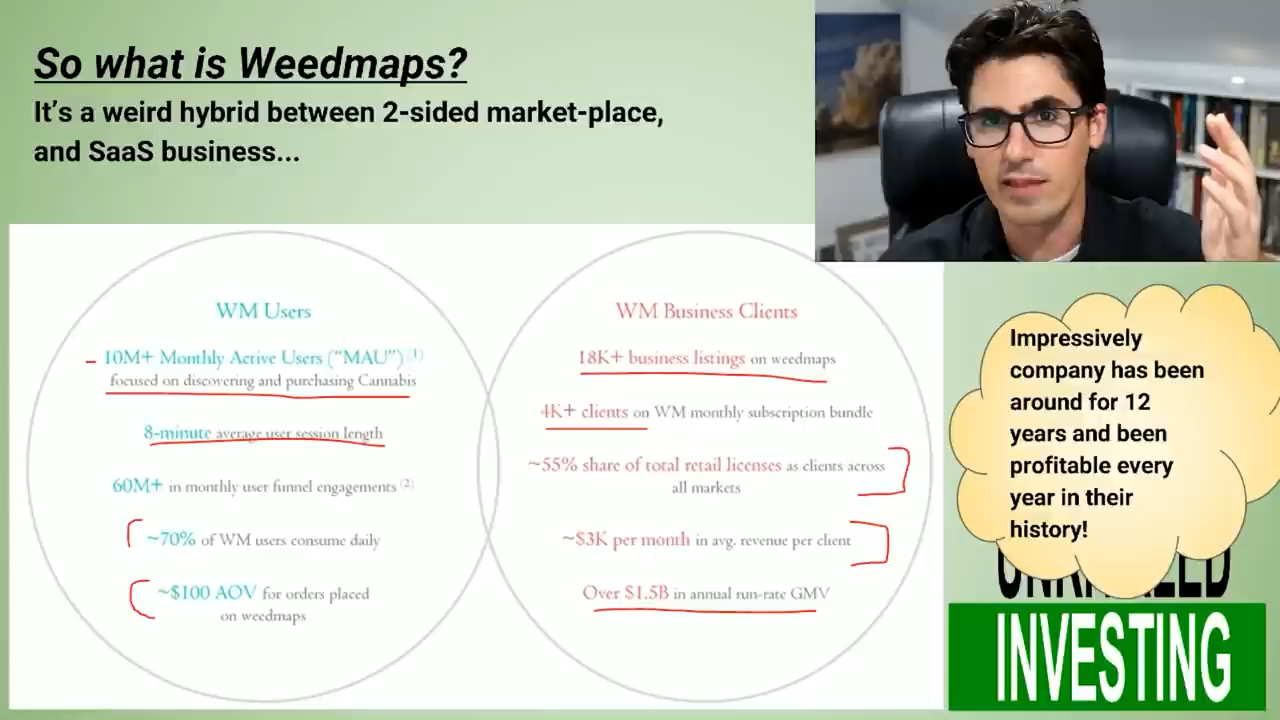 So what is Weedmaps?
It's a weird hybrid between 2-sided market-place,
and SaaS business...
WM Users
10M+ Monthly Active Users ("MAU") (1)
focused on discovering and purchasing Cannabis
8-minute average user session length
60M+ in monthly user funnel engagements (2)
~70% of WM users consume daily
~$100 AOV for orders placed
on weedmaps
WM Business Clients
18K+ business listings on weedmaps
4K+ clients on WM monthly subscription bundle
~55% share of total retail licenses as clients across
all markets
~$3K per month in avg. revenue per client
Over $1.5B in annual run-rate GMV
Impressively
company has been
around for 12
years and been
profitable every
year in their
history!
INVESTING